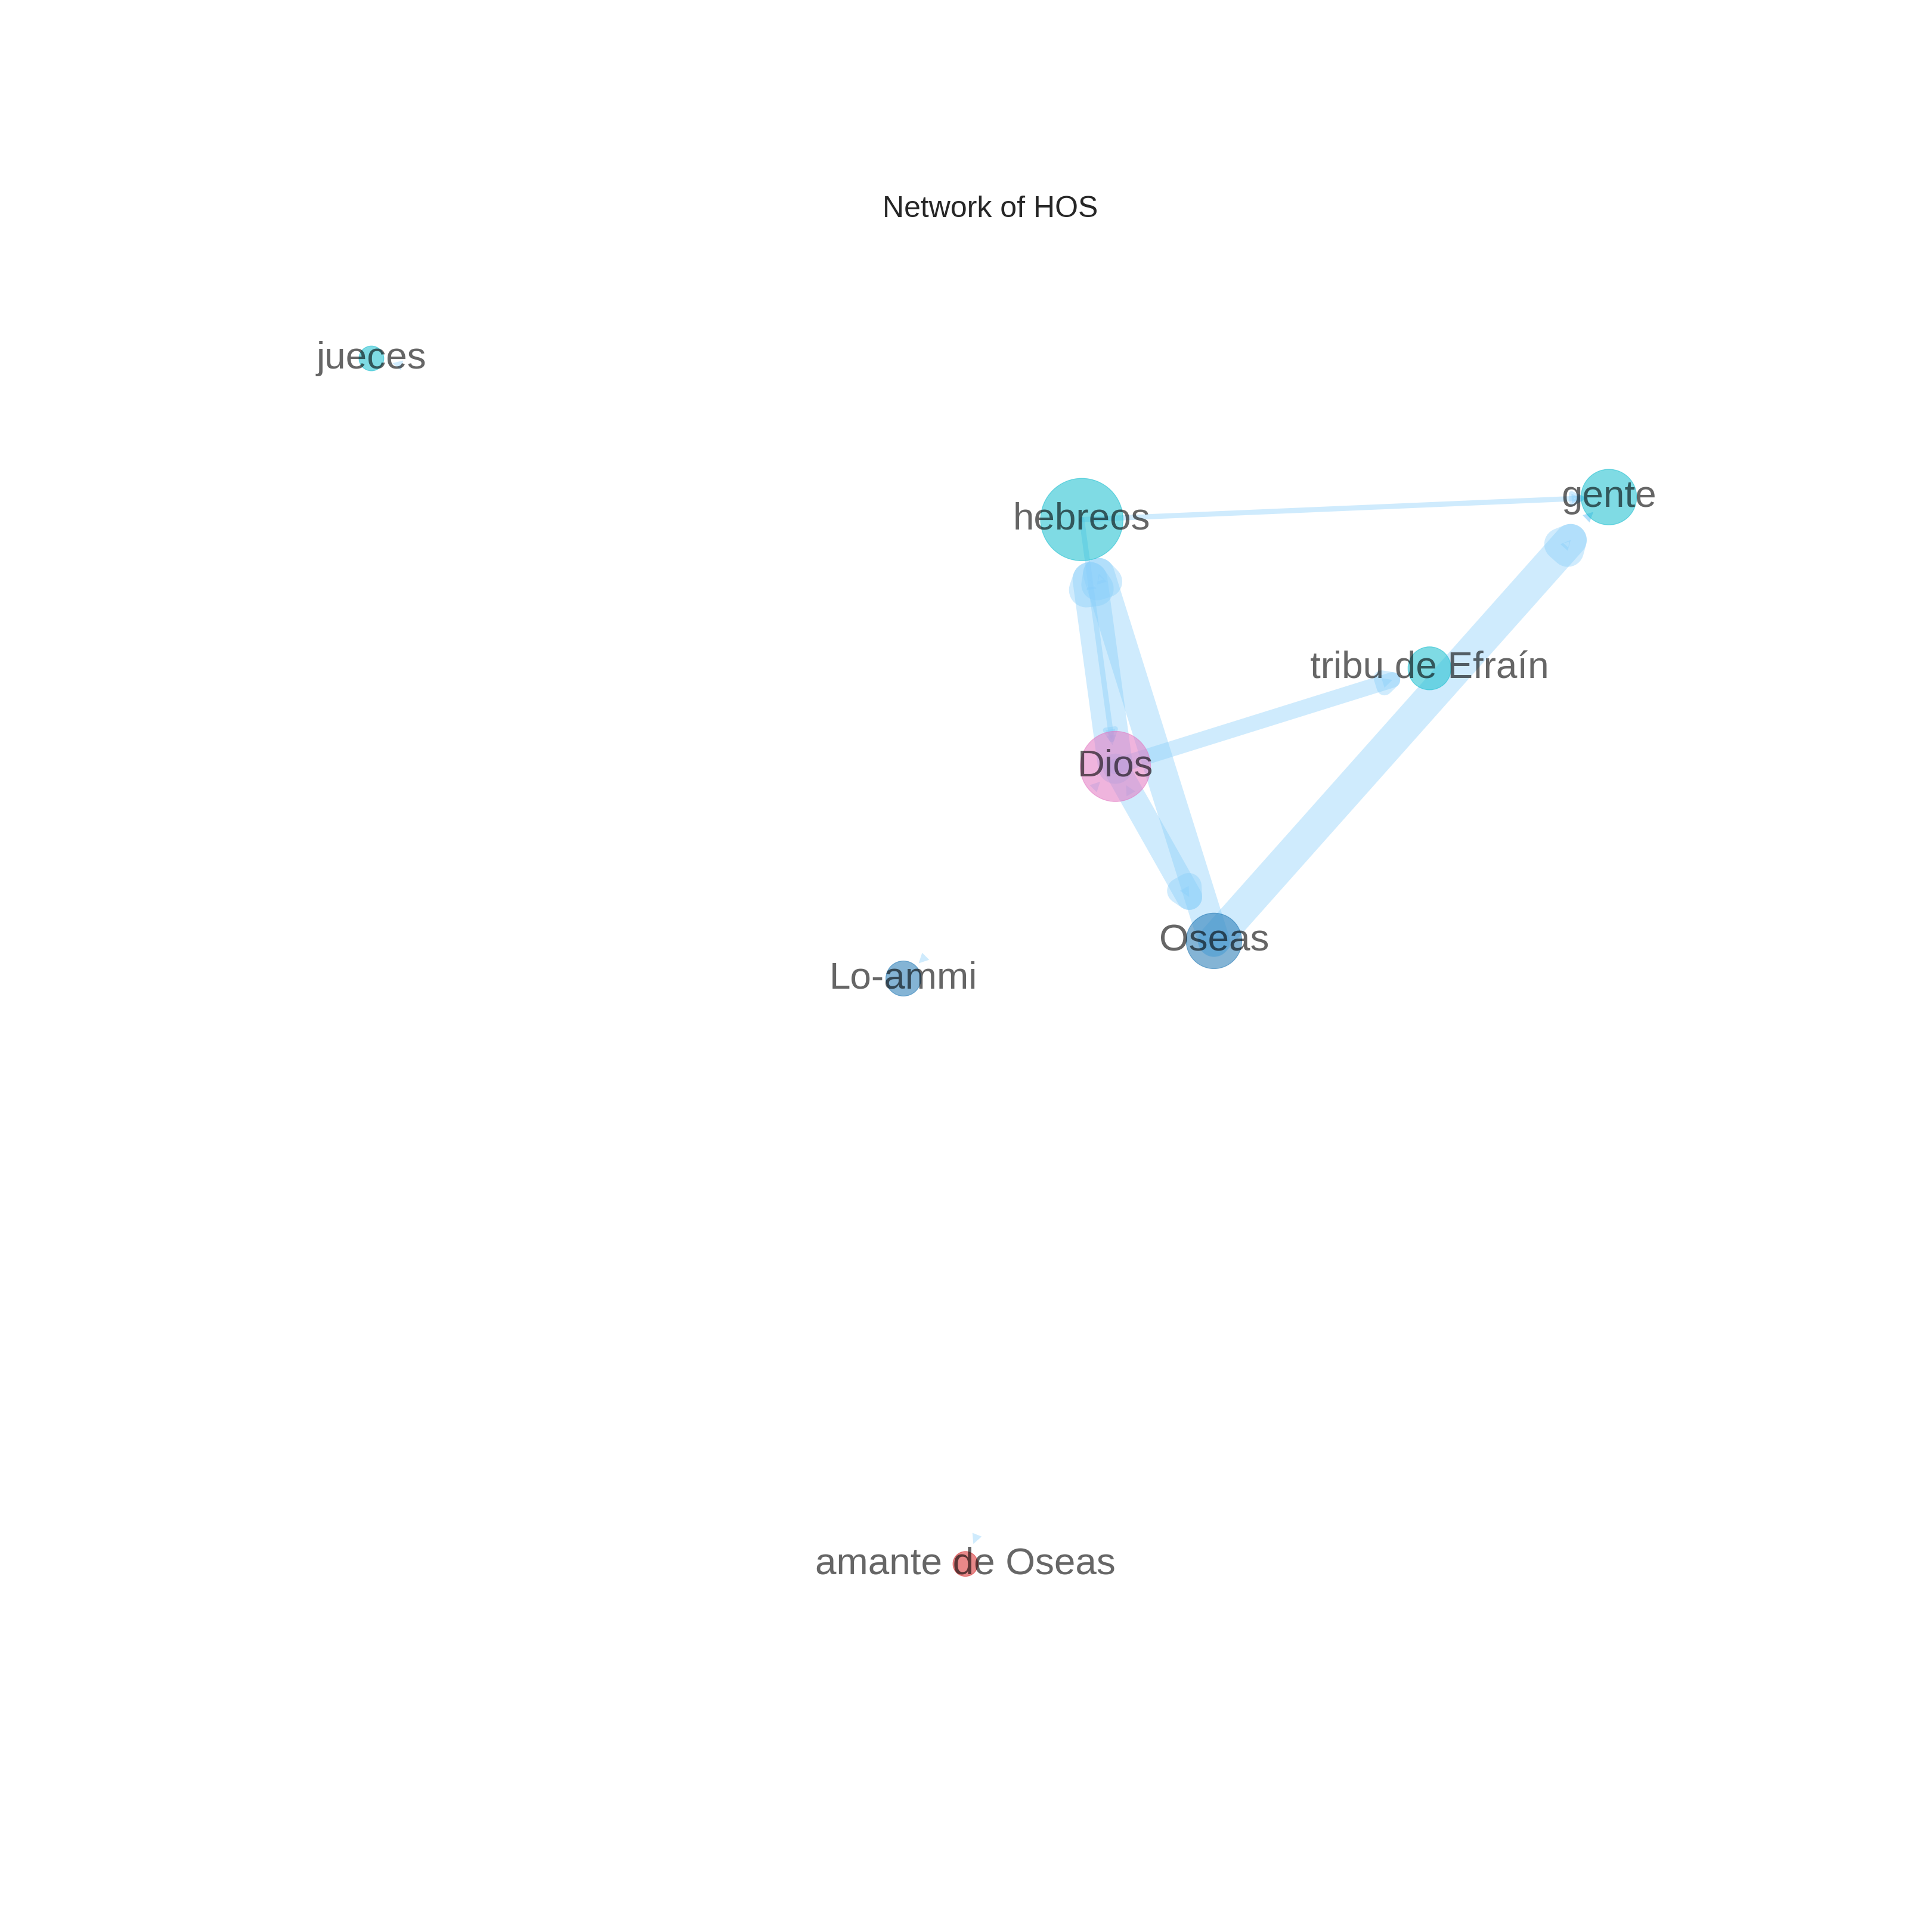 Network of HOS
jueces
gente
hebreos
tribu de Efraín
Dios
Oseas
Lo-ammi
amante de Oseas